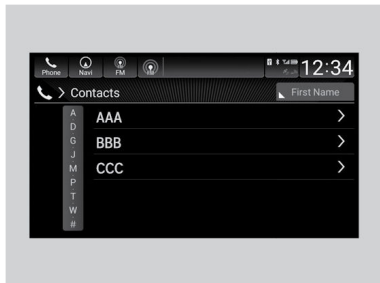 Phone Navi FM 12:34
Contacts First Name
A
D
G
J
M
P
T
W
#
AAA
BBB
CCC